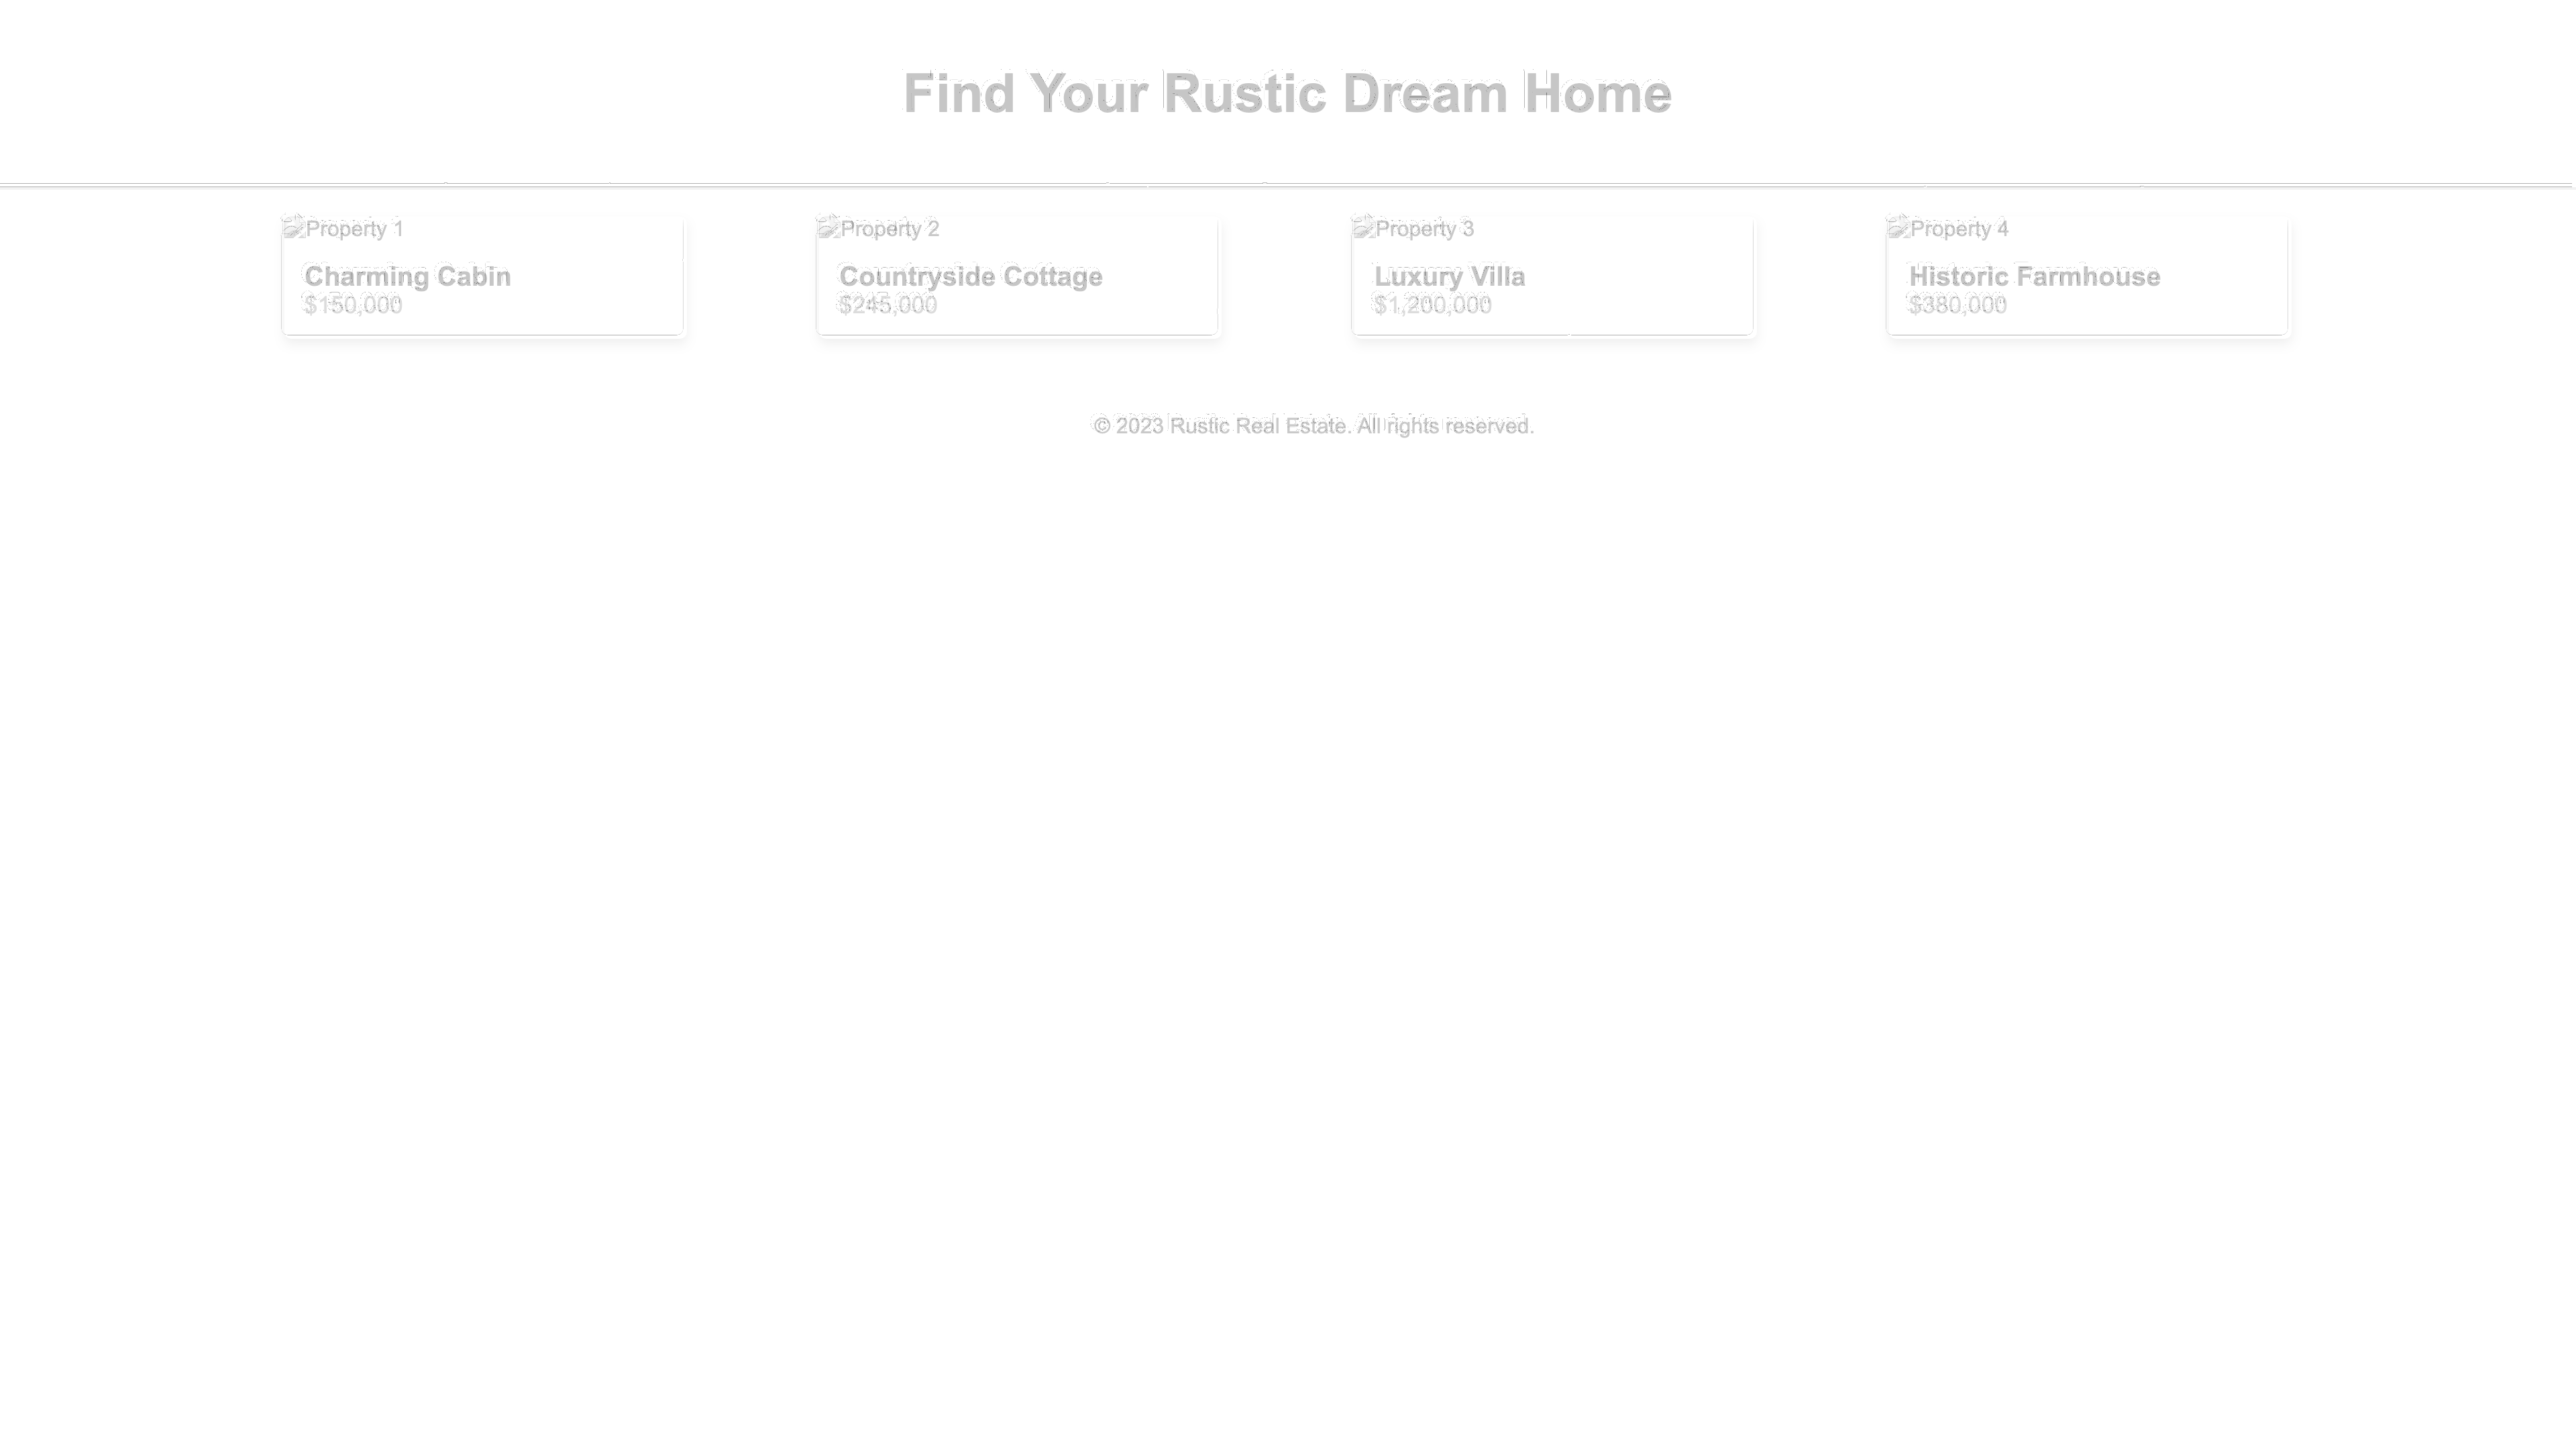 Find Your Rustic Dream Home
Property 1
Charming Cabin
$150,000
Property 2
Countryside Cottage
$245,000
Property 3
Luxury Villa
$1,200,000
Property 4
Historic Farmhouse
$380,000
© 2023 Rustic Real Estate. All rights reserved.